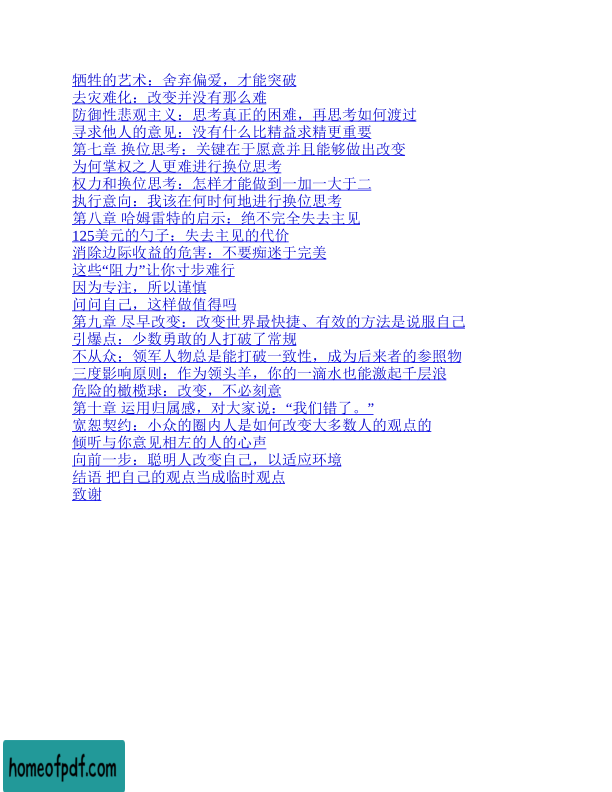 牺牲的艺术：舍弃偏爱，才能突破
去灾难化：改变并没有那么难
防御性悲观主义：思考真正的困难，再思考如何渡过
寻求他人的意见：没有什么比精益求精更重要
第七章 换位思考：关键在于愿意并且能够做出改变
为何掌权之人更难进行换位思考
权力和换位思考：怎样才能做到一加一大于二
执行意向：我该在何时何地进行换位思考
第八章 哈姆雷特的启示：绝不完全失去主见
125美元的勺子：失去主见的代价
消除边际收益的危害：不要痴迷于完美
这些“阻力”让你寸步难行
因为专注，所以谨慎
问问自己，这样做值得吗
第九章 尽早改变：改变世界最快捷、有效的方法是说服自己
引爆点：少数勇敢的人打破了常规
不从众：领军人物总是能打破一致性，成为后来者的参照物
三度影响原则：作为领头羊，你的一滴水也能激起千层浪
危险的橄榄球：改变，不必刻意
第十章 运用归属感，对大家说：“我们错了。”
宽恕契约：小众的圈内人是如何改变大多数人的观点的
倾听与你意见相左的人的心声
向前一步：聪明人改变自己，以适应环境
结语 把自己的观点当成临时观点
致谢
homeofpdf.com